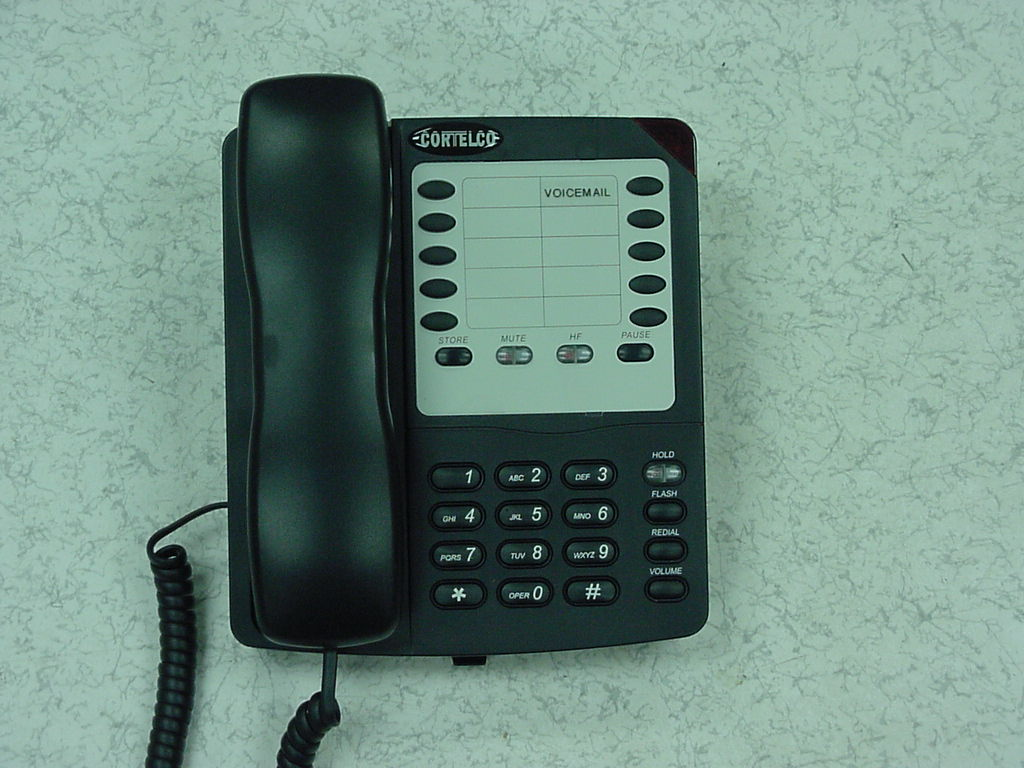 CORTELCO
VOICEMAIL
STORE MUTE HF PAUSE
HOLD
1 ABC 2 DEF 3
FLASH
GHI 4 JKL 5 MNO 6
REDIAL
PQRS 7 TUV 8 WXYZ 9
VOLUME
* OPER 0 #